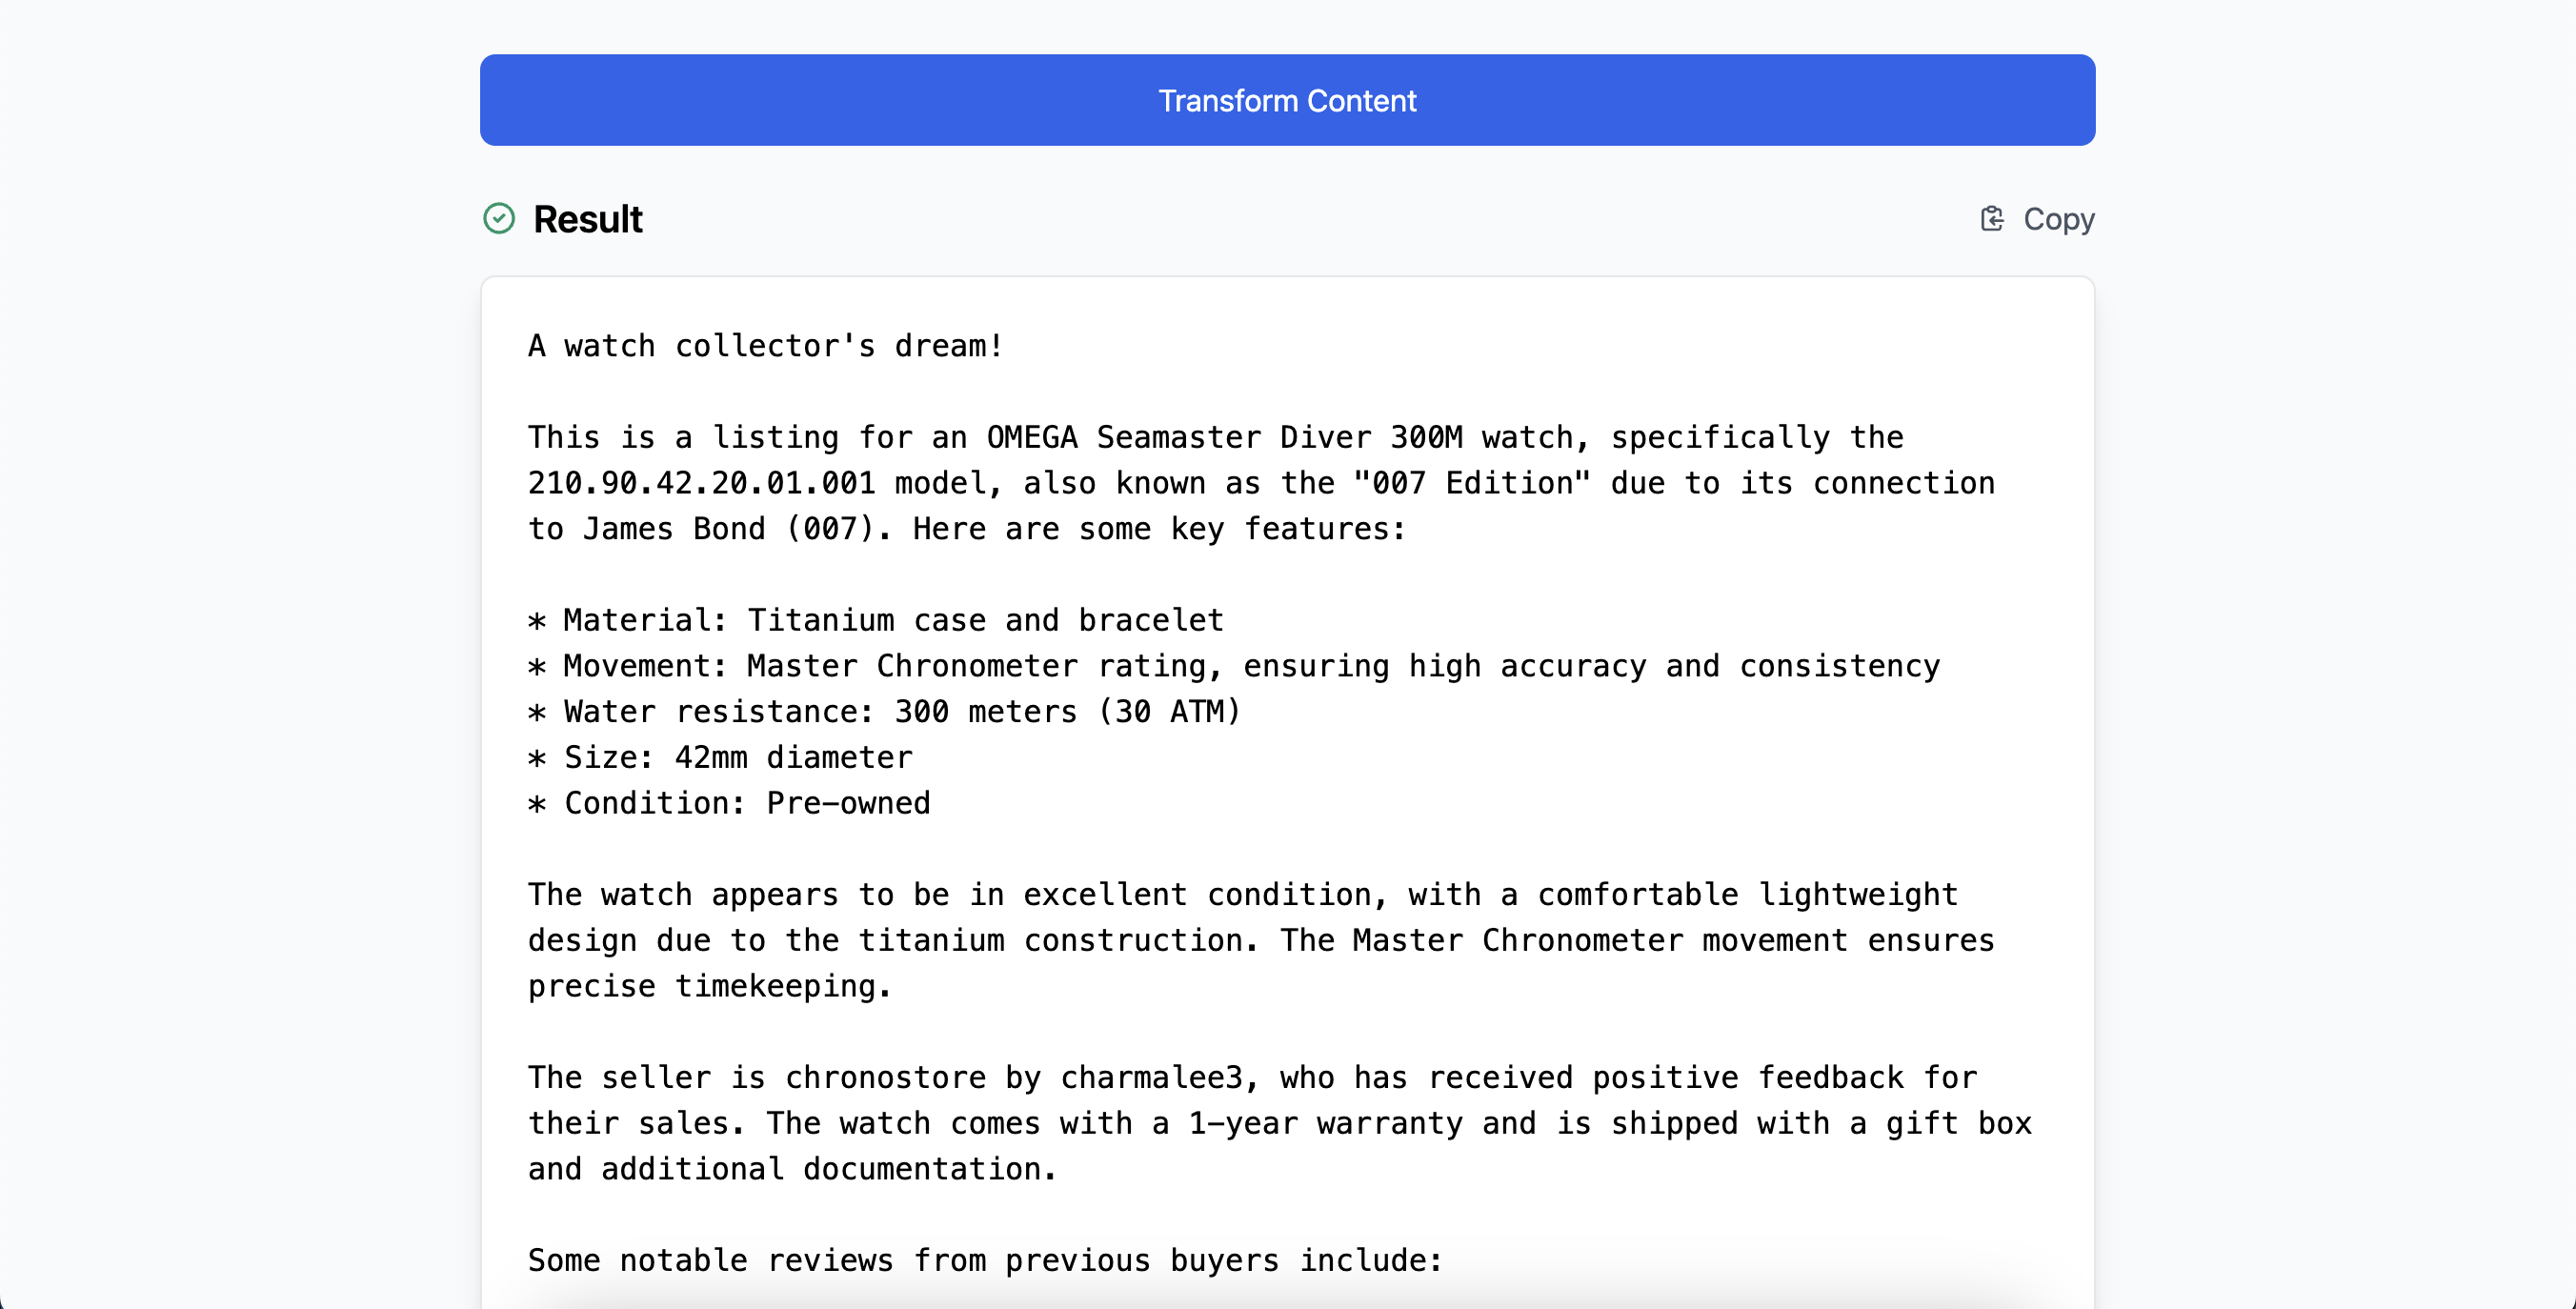 Transform Content
Result
Copy
A watch collector's dream!
This is a listing for an OMEGA Seamaster Diver 300M watch, specifically the
210.90.42.20.01.001 model, also known as the "007 Edition" due to its connection
to James Bond (007). Here are some key features:
* Material: Titanium case and bracelet
* Movement: Master Chronometer rating, ensuring high accuracy and consistency
* Water resistance: 300 meters (30 ATM)
* Size: 42mm diameter
* Condition: Pre-owned
The watch appears to be in excellent condition, with a comfortable lightweight
design due to the titanium construction. The Master Chronometer movement ensures
precise timekeeping.
The seller is chronostore by charmalee3, who has received positive feedback for
their sales. The watch comes with a 1-year warranty and is shipped with a gift box
and additional documentation.
Some notable reviews from previous buyers include: